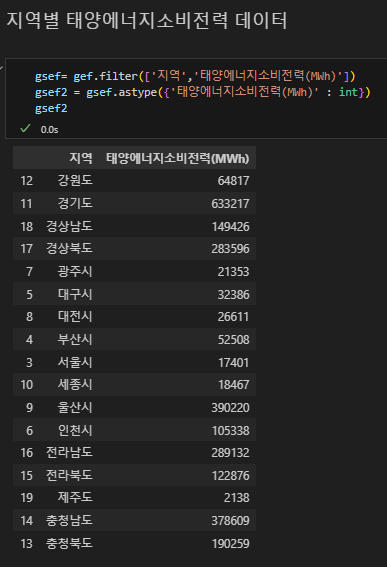 지역별 태양에너지소비전력 데이터
gsef= gef.filter(['지역','태양에너지소비전력(MWh)'])
gsef2 = gsef.astype({'태양에너지소비전력(MWh)' : int})
gsef2
0.0s
지역 태양에너지소비전력(MWh)
12 강원도 64817
11 경기도 633217
18 경상남도 149426
17 경상북도 283596
7 광주시 21353
5 대구시 32386
8 대전시 26611
4 부산시 52508
3 서울시 17401
10 세종시 18467
9 울산시 390220
6 인천시 105338
16 전라남도 289132
15 전라북도 122876
19 제주도 2138
14 충청남도 378609
13 충청북도 190259